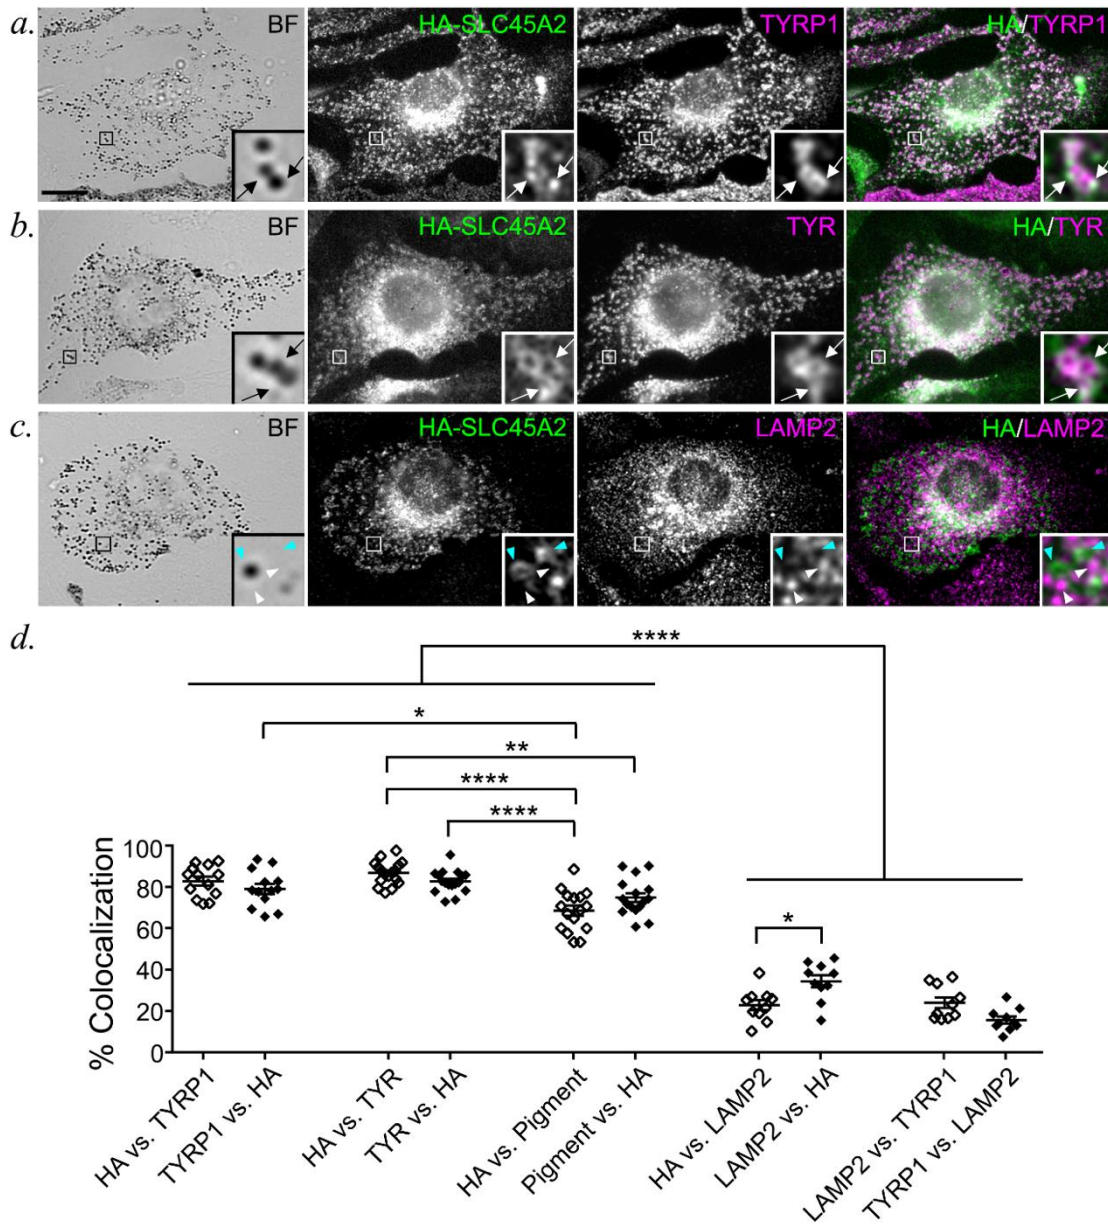 a. BF HA-SLC45A2 TYRP1 HA/TYRP1
b. BF HA-SLC45A2 TYR HA/TYR
c. BF HA-SLC45A2 LAMP2 HA/LAMP2
d.
****
*
**
****
****
*
% Colocalization
100
80
60
40
20
0
HA vs. TYRP1
TYRP1 vs. HA
HA vs. TYR
TYR vs. HA
HA vs. Pigment
Pigment vs. HA
HA vs. LAMP2
LAMP2 vs. HA
LAMP2 vs. TYRP1
TYRP1 vs. LAMP2